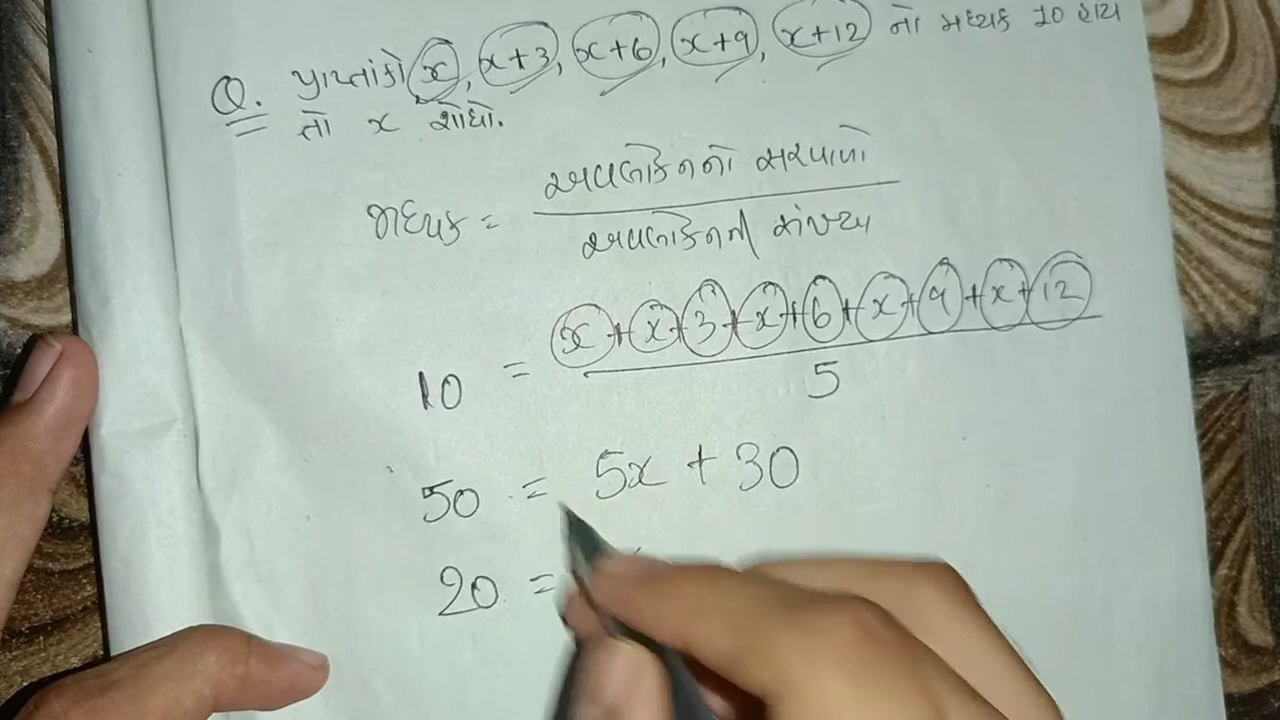 Q. પ્રાપ્તાંકો x, x+3, x+6, x+9, x+12 નો મધ્યક 10 હોય
તો x શોધો.
અવલોકનનો સરવાળો
મધ્યક =
અવલોકનની સંખ્યા
x+x+3+x+6+x+9+x+12
10 =
5
50 = 5x + 30
20 =